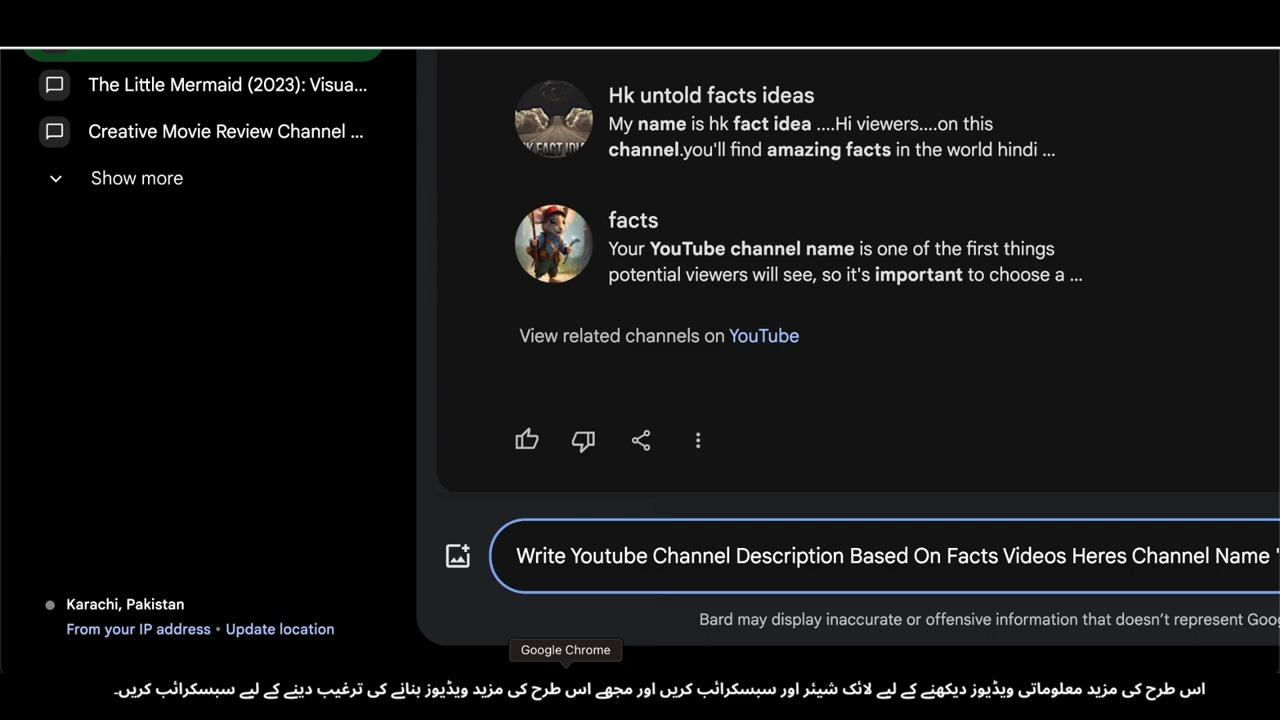 The Little Mermaid (2023): Visua...
Creative Movie Review Channel ...
Show more
Hk untold facts ideas
My name is hk fact idea ....Hi viewers....on this
channel.you'll find amazing facts in the world hindi ...
facts
Your YouTube channel name is one of the first things
potential viewers will see, so it's important to choose a ...
View related channels on YouTube
Write Youtube Channel Description Based On Facts Videos Heres Channel Name "
Karachi, Pakistan
From your IP address • Update location
Bard may display inaccurate or offensive information that doesn't represent Goog
Google Chrome
اس طرح کی مزید معلوماتی ویڈیوز دیکھنے کے لیے لائک شیئر اور سبسکرائب کریں اور مجھے اس طرح کی مزید ویڈیوز بنانے کی ترغیب دینے کے لیے سبسکرائب کریں۔